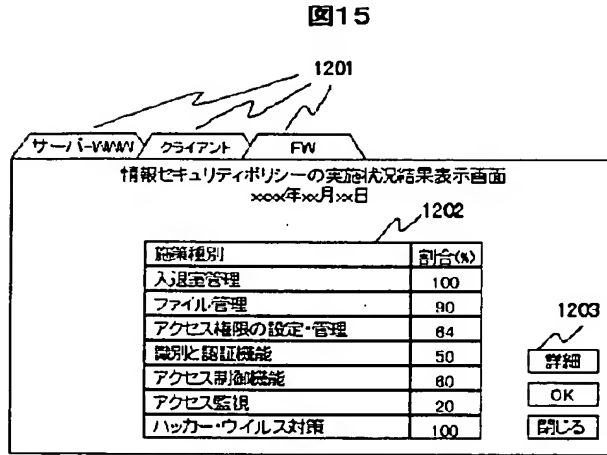 図15
1201
サーバ-WWW クライアント FW
情報セキュリティポリシーの実施状況結果表示画面
xxxx年xx月xx日
1202
施策種別 割合(%)
入退室管理 100
ファイル管理 90
アクセス権限の設定・管理 64
識別と認証機能 50
アクセス制御機能 60
アクセス監視 20
ハッカー・ウイルス対策 100
1203
詳細
OK
閉じる